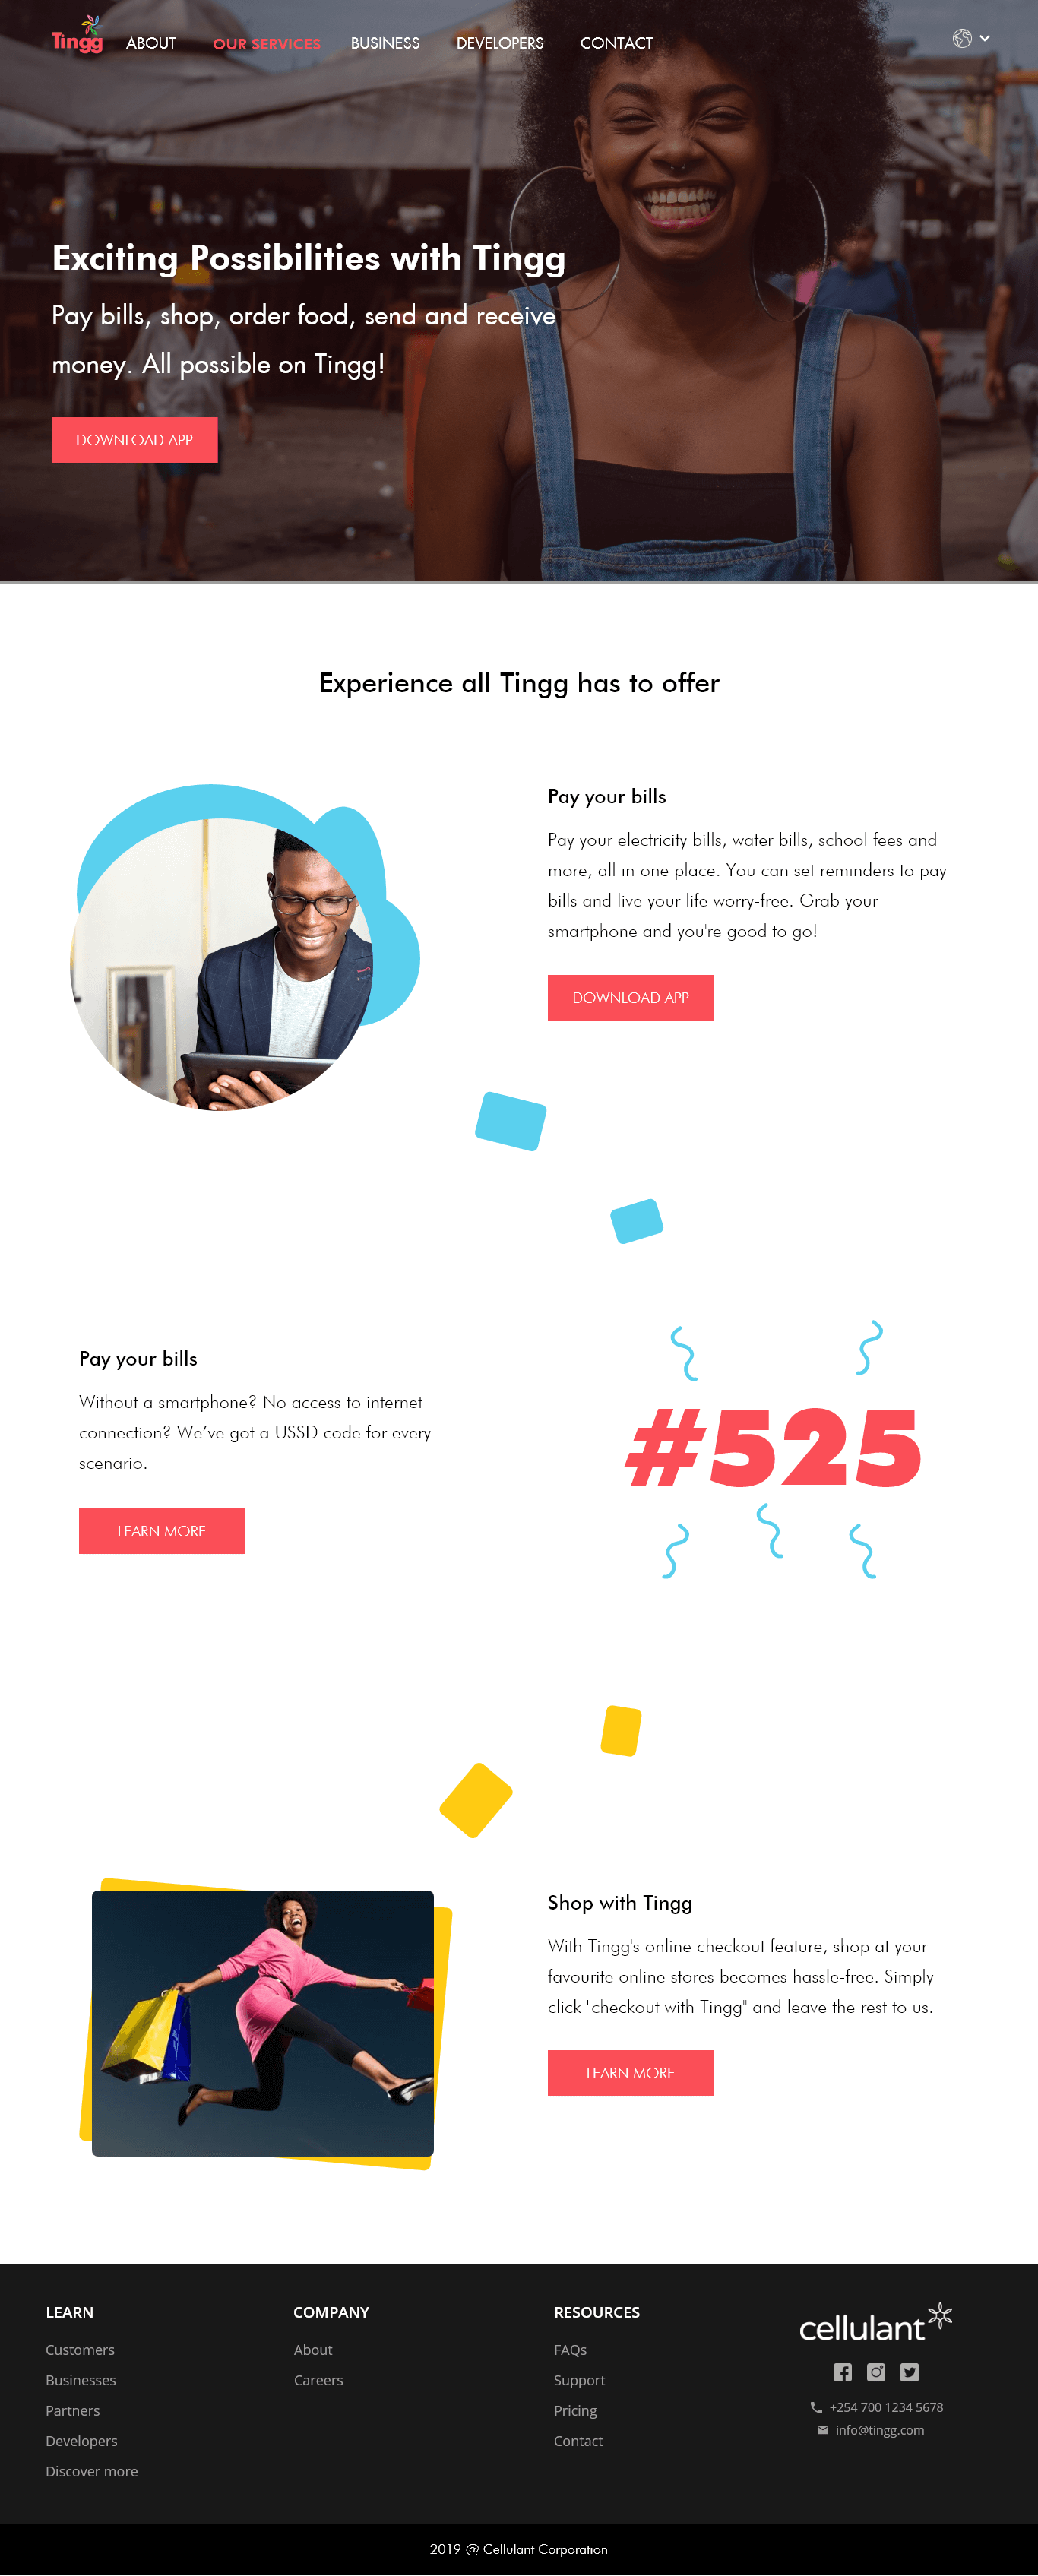 Tingg
ABOUT
OUR SERVICES
BUSINESS
DEVELOPERS
CONTACT
Exciting Possibilities with Tingg
Pay bills, shop, order food, send and receive
money. All possible on Tingg!
DOWNLOAD APP
Experience all Tingg has to offer
Pay your bills
Pay your electricity bills, water bills, school fees and
more, all in one place. You can set reminders to pay
bills and live your life worry-free. Grab your
smartphone and you're good to go!
DOWNLOAD APP
Pay your bills
Without a smartphone? No access to internet
connection? We’ve got a USSD code for every
scenario.
LEARN MORE
#525
Shop with Tingg
With Tingg's online checkout feature, shop at your
favourite online stores becomes hassle-free. Simply
click "checkout with Tingg" and leave the rest to us.
LEARN MORE
LEARN
Customers
Businesses
Partners
Developers
Discover more
COMPANY
About
Careers
RESOURCES
FAQs
Support
Pricing
Contact
cellulant
+254 700 1234 5678
info@tingg.com
2019 @ Cellulant Corporation